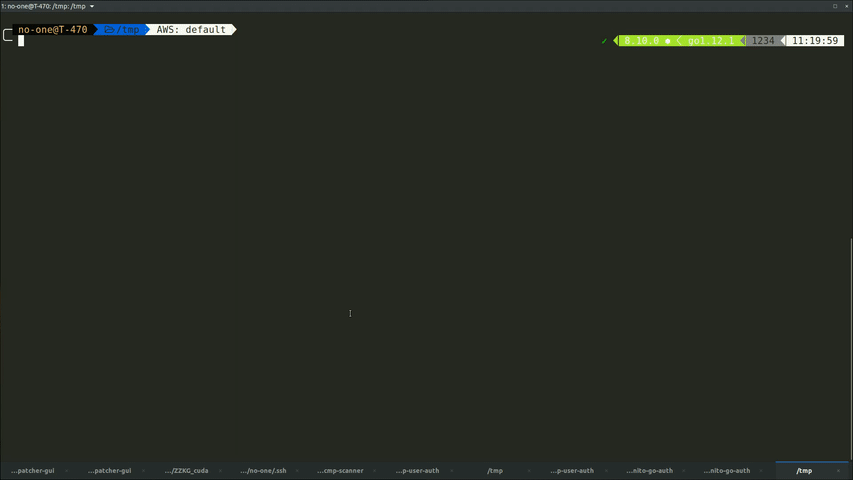 1: no-one@T-470: /tmp: /tmp
no-one@T-470 /tmp AWS: default
✓ 8.10.0 ● go1.12.1 1234 11:19:59
...patcher-gui ...patcher-gui .../ZZKG_cuda .../no-one/.ssh ...cmp-scanner ...p-user-auth /tmp ...p-user-auth ...nito-go-auth ...nito-go-auth /tmp